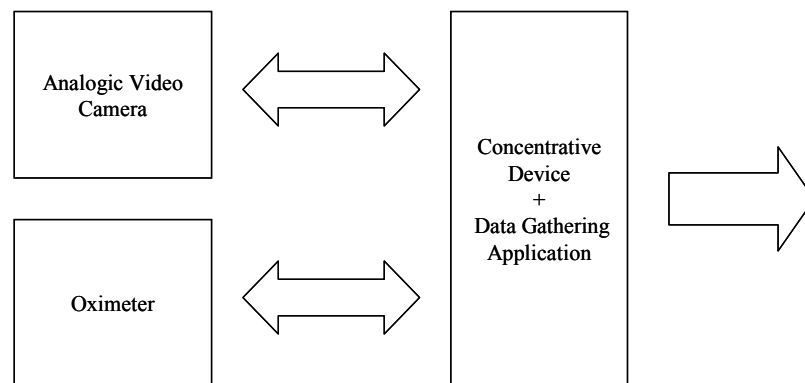 Analogic Video
Camera
Concentrative
Device
+
Data Gathering
Application
Oximeter